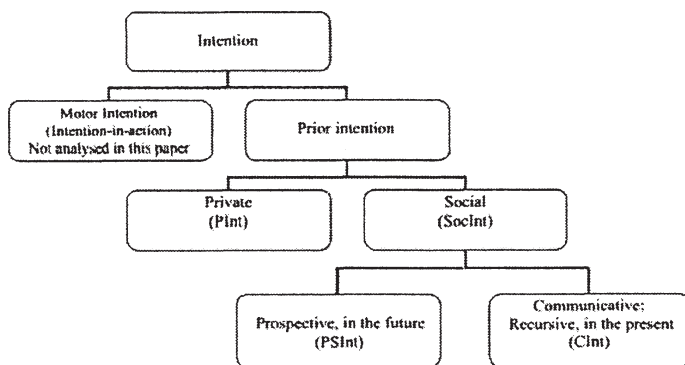 Intention
Motor Intention
(Intention-in-action)
Not analysed in this paper
Prior intention
Private
(PInt)
Social
(SocInt)
Prospective, in the future
(PSInt)
Communicative;
Recursive, in the present
(CInt)